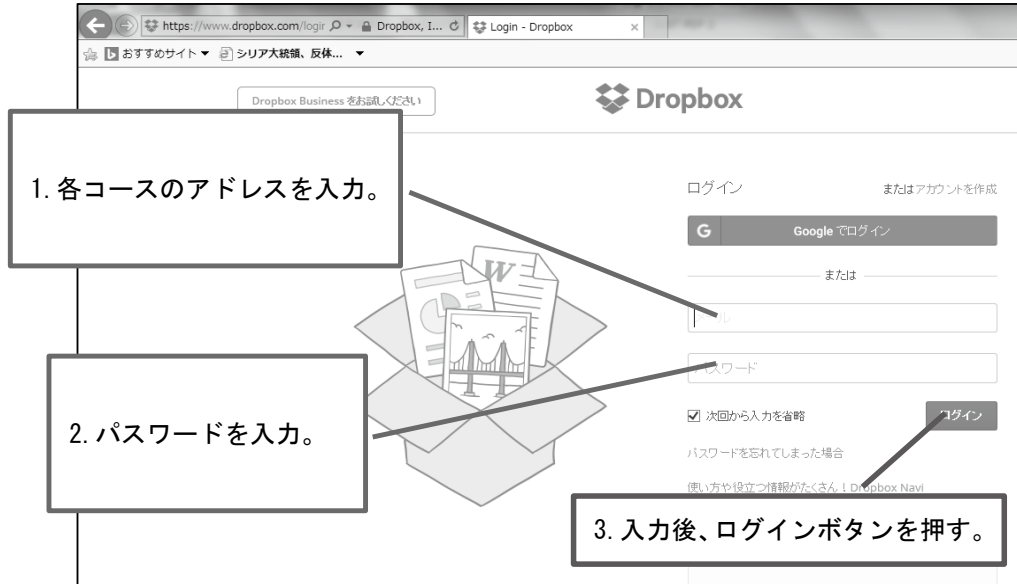 https://www.dropbox.com/login
Dropbox, I...
Login - Dropbox
おすすめサイト
シリア大統領、反体...
Dropbox Business をお試しください
Dropbox
1. 各コースのアドレスを入力。
ログイン
またはアカウントを作成
G Google でログイン
または
パスワード
2. パスワードを入力。
次回から入力を省略
ログイン
パスワードを忘れてしまった場合
使い方や役立つ情報がたくさん！Dropbox Navi
3. 入力後、ログインボタンを押す。